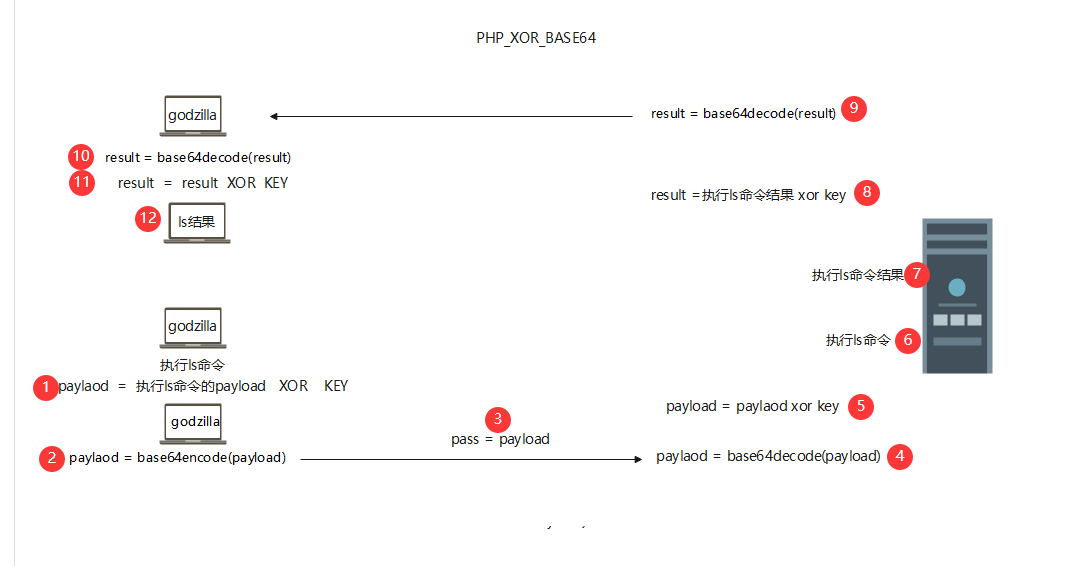 PHP_XOR_BASE64
godzilla
result = base64decode(result) 9
10 result = base64decode(result)
11 result = result XOR KEY
result =执行ls命令结果 xor key 8
12 ls结果
执行ls命令结果 7
godzilla
执行ls命令 6
执行ls命令
1 paylaod = 执行ls命令的payload XOR KEY
payload = paylaod xor key 5
godzilla
3
pass = payload
2 paylaod = base64encode(payload)
paylaod = base64decode(payload) 4